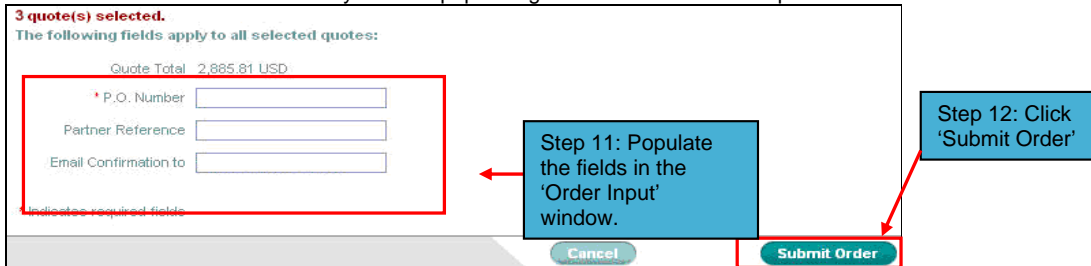 3 quote(s) selected.
The following fields apply to all selected quotes:
Quote Total 2,885.81 USD
* P.O. Number
Partner Reference
Email Confirmation to
* Indicates required fields
Step 11: Populate
the fields in the
‘Order Input’
window.
Step 12: Click
‘Submit Order’
Cancel
Submit Order